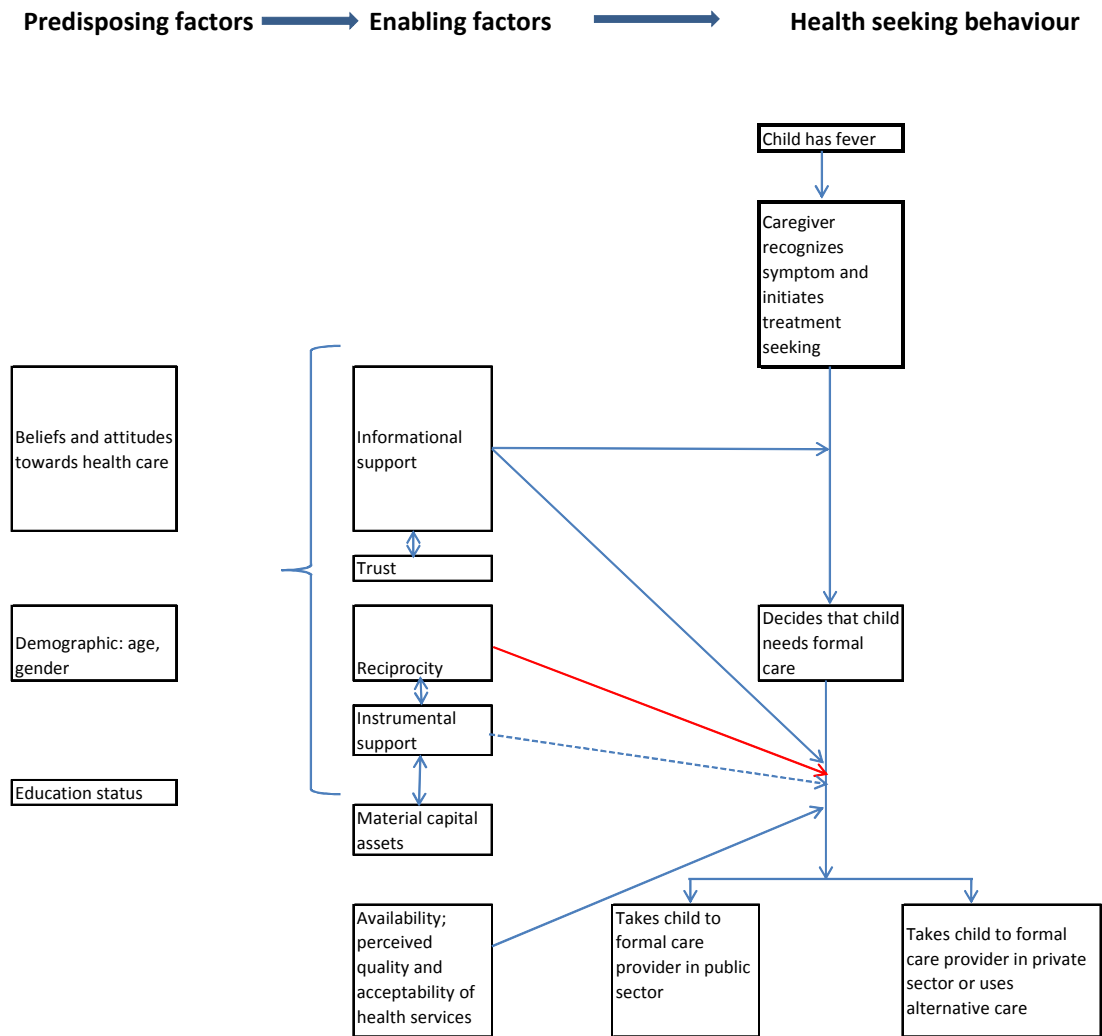 Predisposing factors
Enabling factors
Health seeking behaviour
Child has fever
Caregiver
recognizes
symptom and
initiates
treatment
seeking
Beliefs and attitudes
towards health care
Informational
support
Trust
Demographic: age,
gender
Reciprocity
Decides that child
needs formal
care
Instrumental
support
Education status
Material capital
assets
Availability;
perceived
quality and
acceptability of
health services
Takes child to
formal care
provider in public
sector
Takes child to formal
care provider in private
sector or uses
alternative care